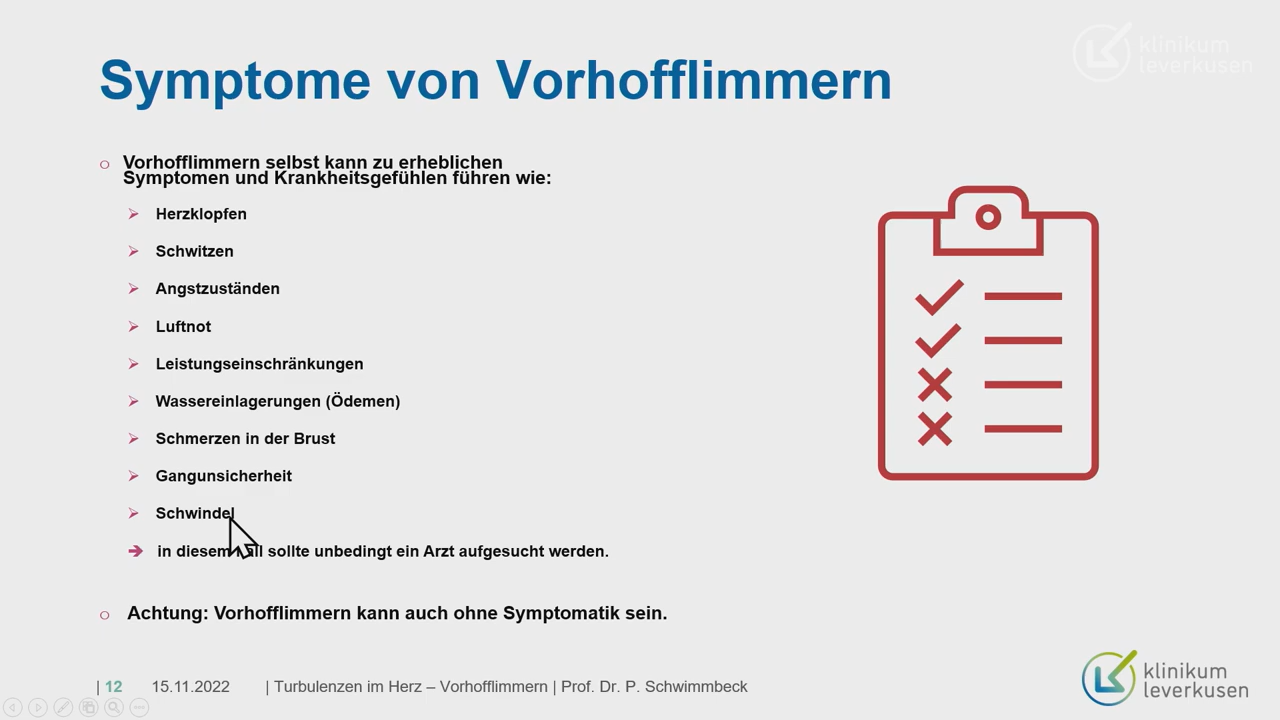 klinikum
leverkusen
Symptome von Vorhofflimmern
Vorhofflimmern selbst kann zu erheblichen
Symptomen und Krankheitsgefühlen führen wie:
Herzklopfen
Schwitzen
Angstzuständen
Luftnot
Leistungseinschränkungen
Wassereinlagerungen (Ödemen)
Schmerzen in der Brust
Gangunsicherheit
Schwindel
in diesem Fall sollte unbedingt ein Arzt aufgesucht werden.
Achtung: Vorhofflimmern kann auch ohne Symptomatik sein.
| 12 15.11.2022 | Turbulenzen im Herz – Vorhofflimmern | Prof. Dr. P. Schwimmbeck
klinikum
leverkusen